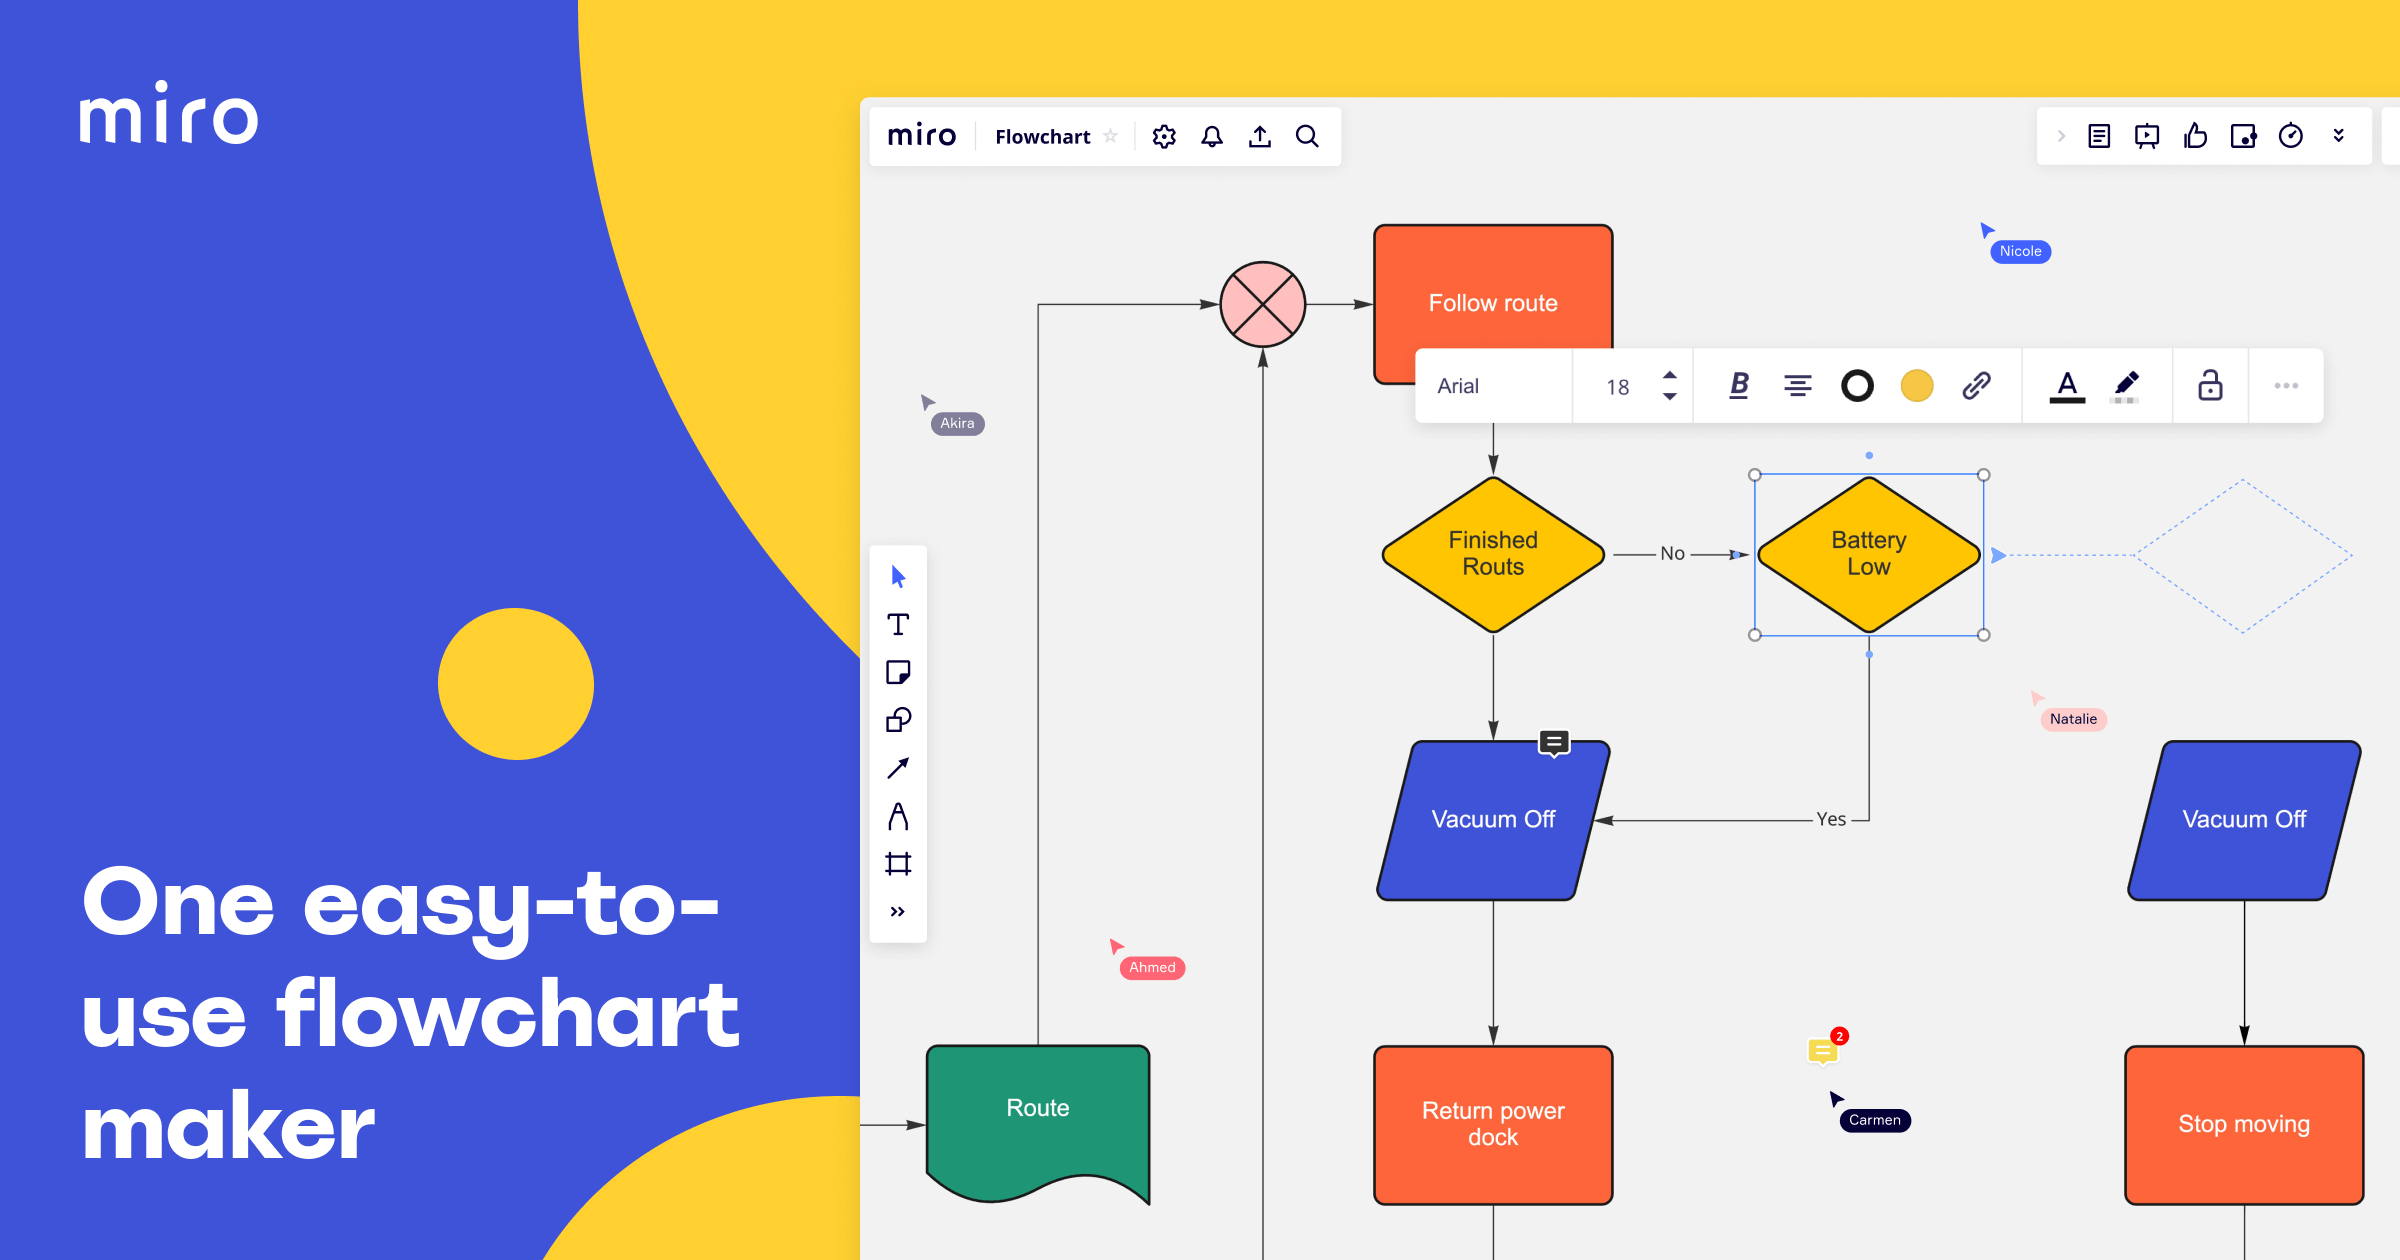 miro
One easy-to-
use flowchart
maker
miro
Flowchart
Nicole
Follow route
Arial
18
B
A
Akira
Finished
Routs
No
Battery
Low
Natalie
Vacuum Off
Yes
Vacuum Off
Ahmed
2
Carmen
Route
Return power
dock
Stop moving